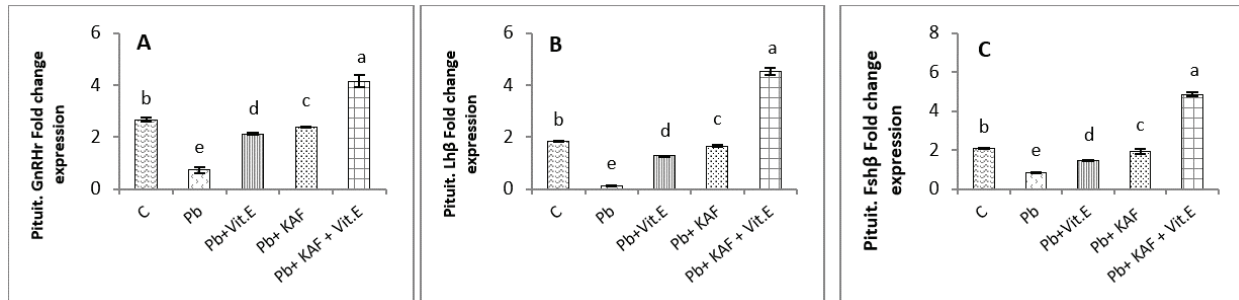 A
Pituit. GnRHr Fold change
expression
6
4
2
0
b
e
d
c
a
C
Pb
Pb+Vit.E
Pb+ KAF
Pb+ KAF + Vit.E
B
Pituit. Lhβ Fold change
expression
6
4
2
0
b
e
d
c
a
C
Pb
Pb+Vit.E
Pb+ KAF
Pb+ KAF + Vit.E
C
Pituit. Fshβ Fold change
expression
8
6
4
2
0
b
e
d
c
a
C
Pb
Pb+Vit.E
Pb+ KAF
Pb+ KAF + Vit.E